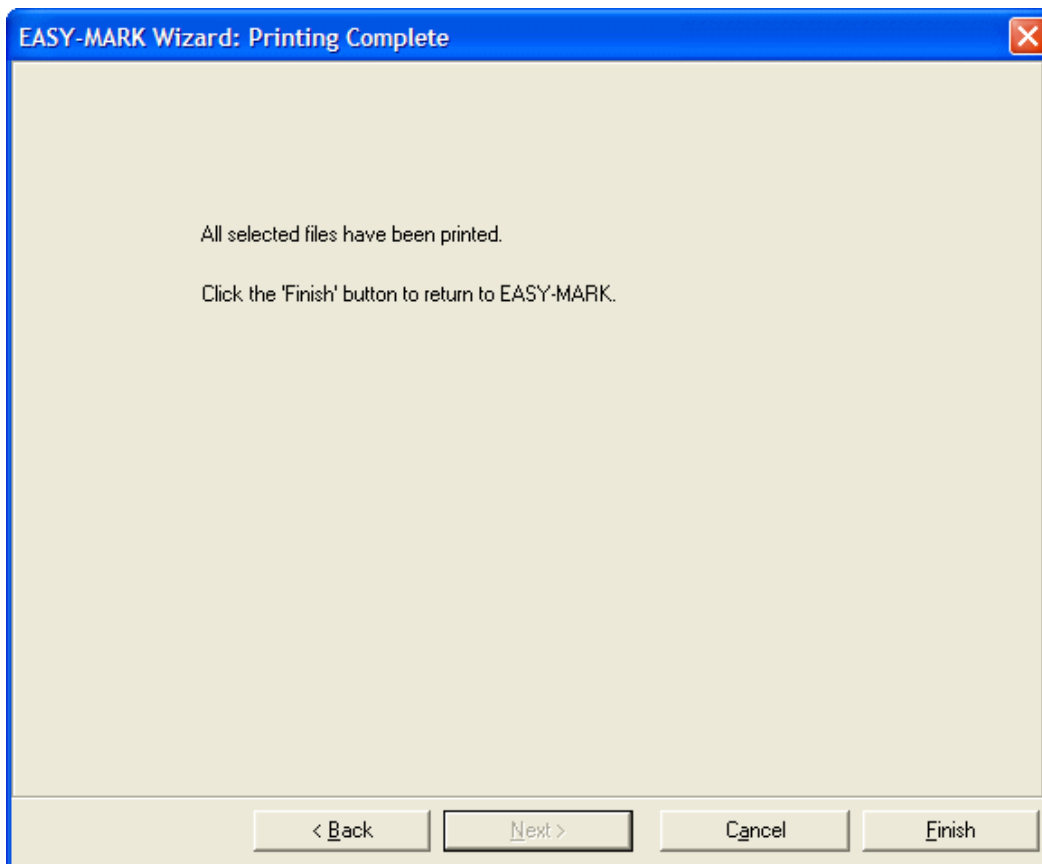 EASY-MARK Wizard: Printing Complete
All selected files have been printed.
Click the 'Finish' button to return to EASY-MARK.
< Back Next > Cancel Finish